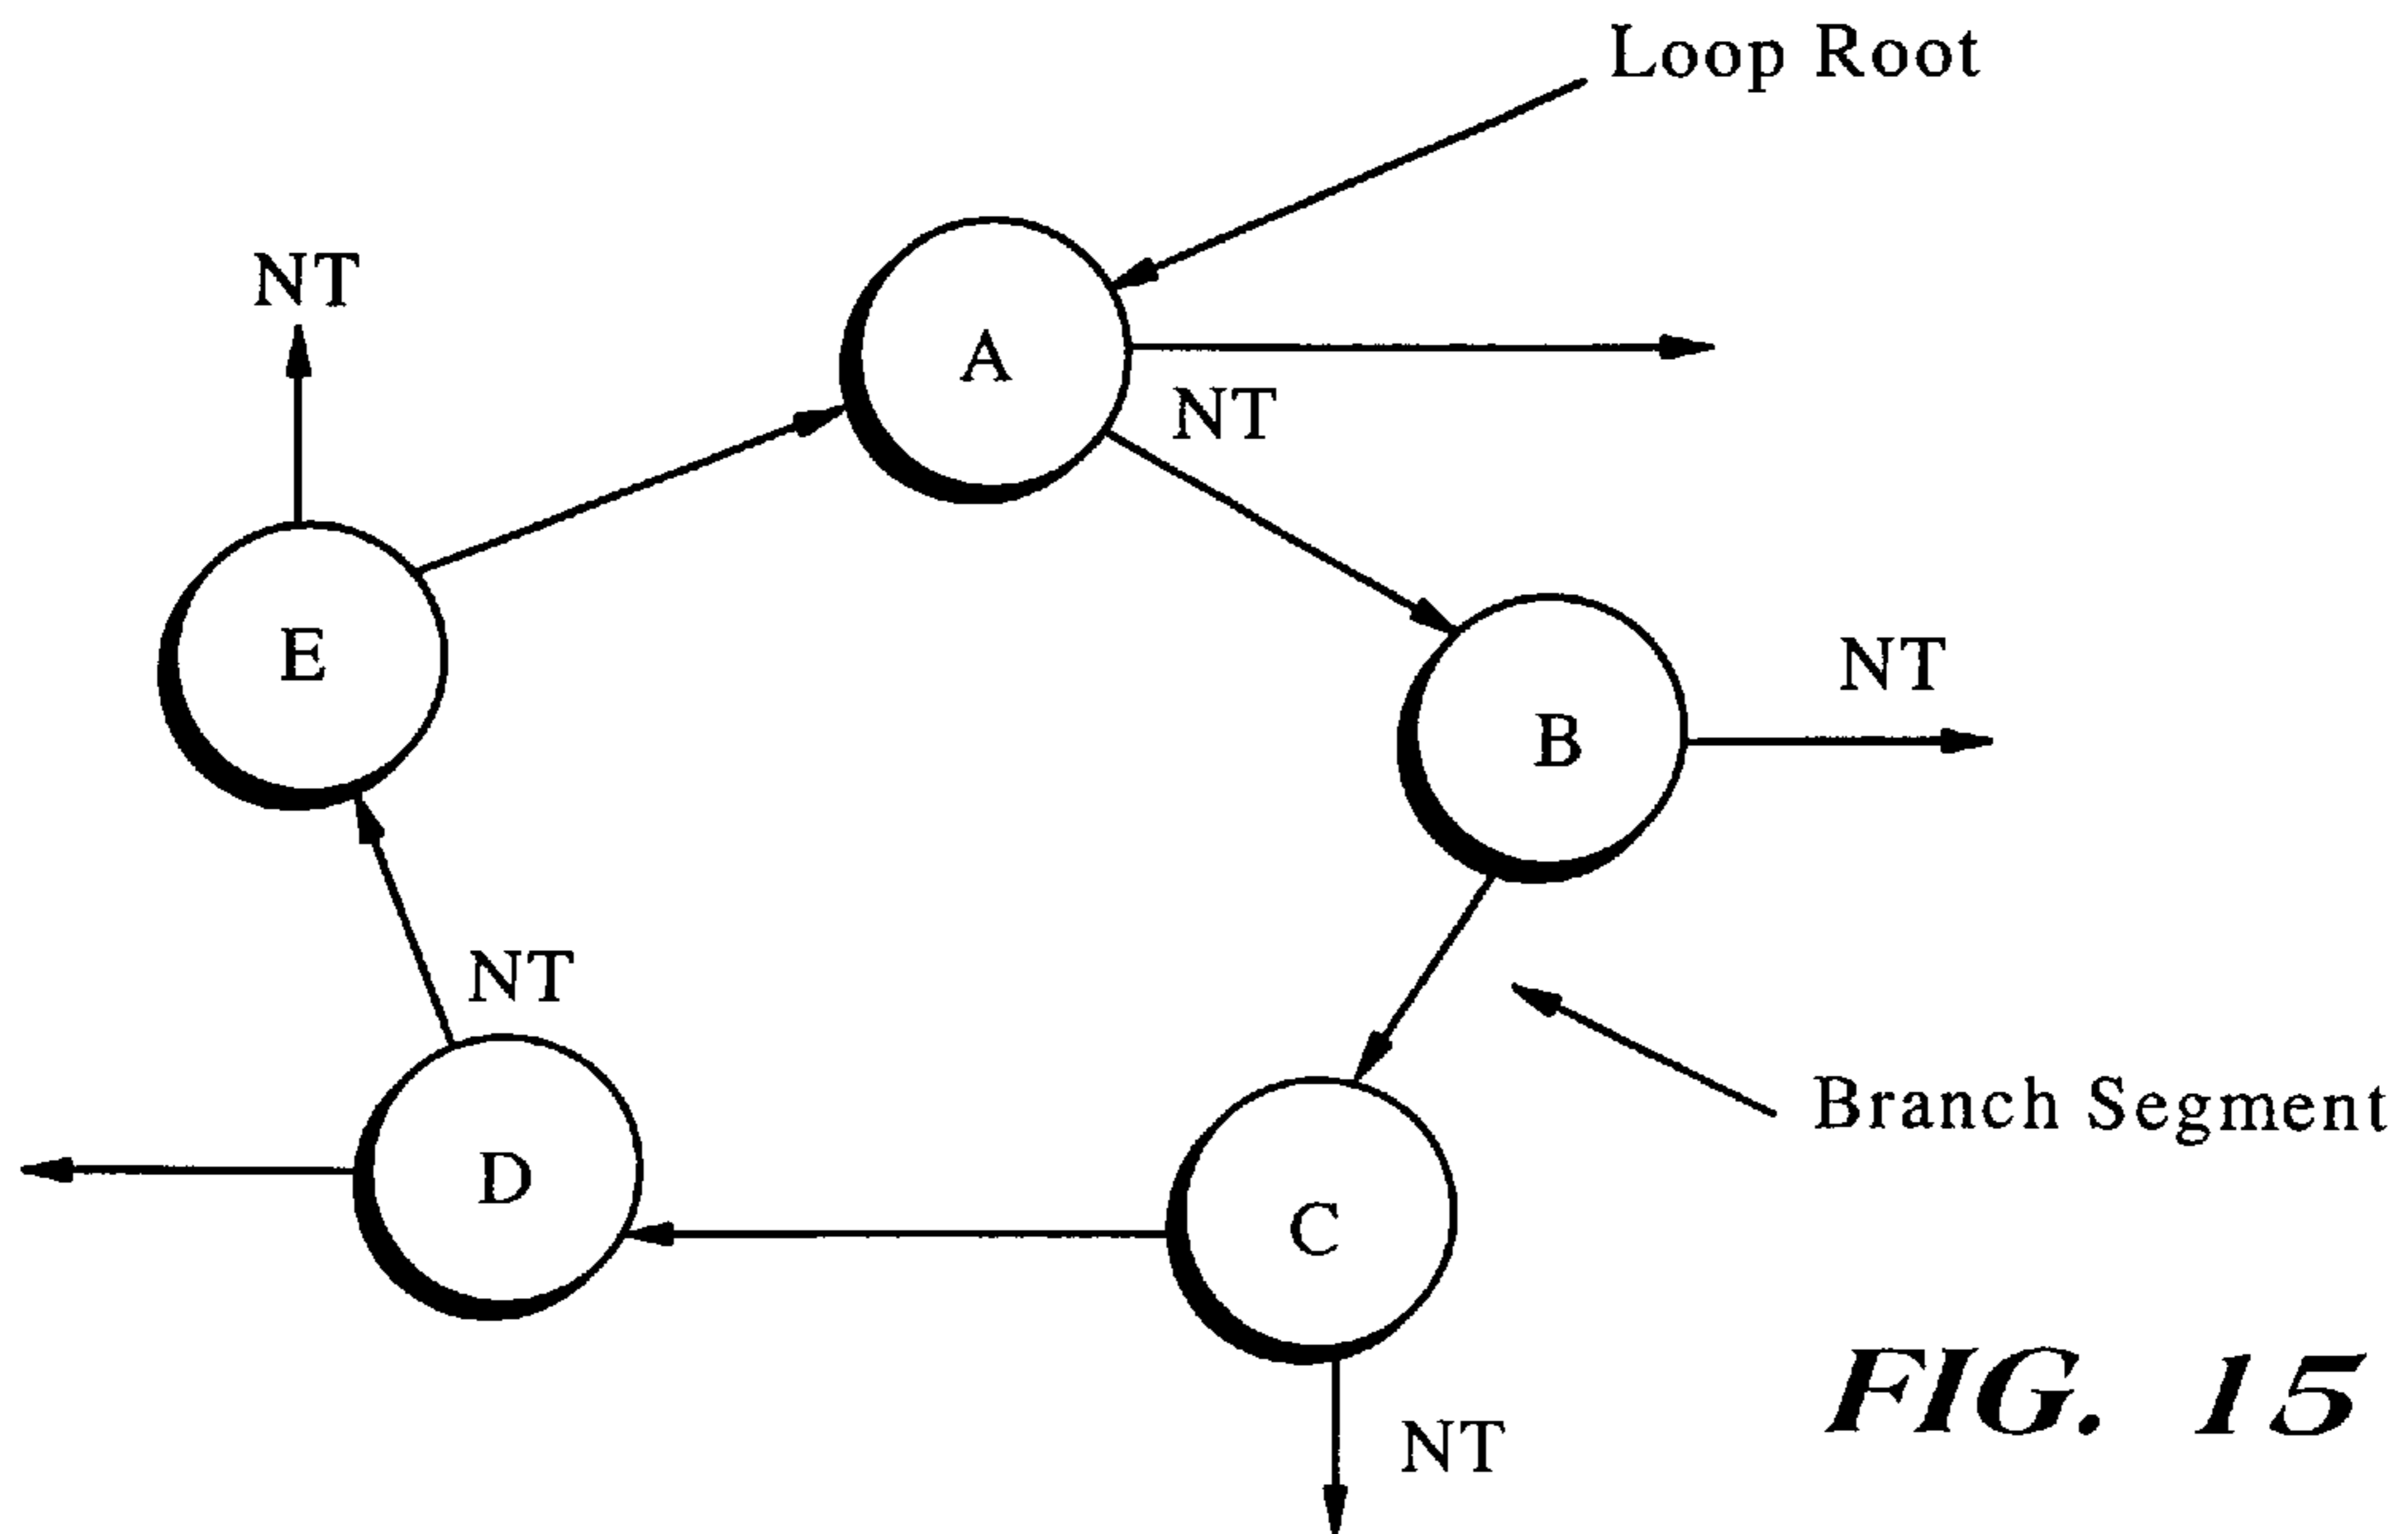 Loop Root
NT
A
NT
E
NT
B
NT
Branch Segment
D
C
NT
FIG. 15